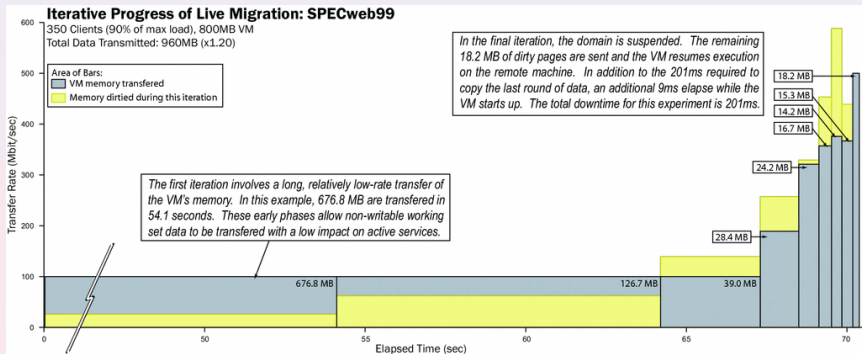 Iterative Progress of Live Migration: SPECweb99
350 Clients (90% of max load), 800MB VM
Total Data Transmitted: 960MB (x1.20)
Area of Bars:
VM memory transfered
Memory dirtied during this iteration
In the final iteration, the domain is suspended. The remaining
18.2 MB of dirty pages are sent and the VM resumes execution
on the remote machine. In addition to the 201ms required to
copy the last round of data, an additional 9ms elapse while the
VM starts up. The total downtime for this experiment is 201ms.
The first iteration involves a long, relatively low-rate transfer of
the VM's memory. In this example, 676.8 MB are transfered in
54.1 seconds. These early phases allow non-writable working
set data to be transfered with a low impact on active services.
18.2 MB
15.3 MB
14.2 MB
16.7 MB
24.2 MB
28.4 MB
676.8 MB
126.7 MB
39.0 MB
Transfer Rate (Mbit/sec)
600
500
400
300
200
100
0
0
50
55
60
65
70
Elapsed Time (sec)